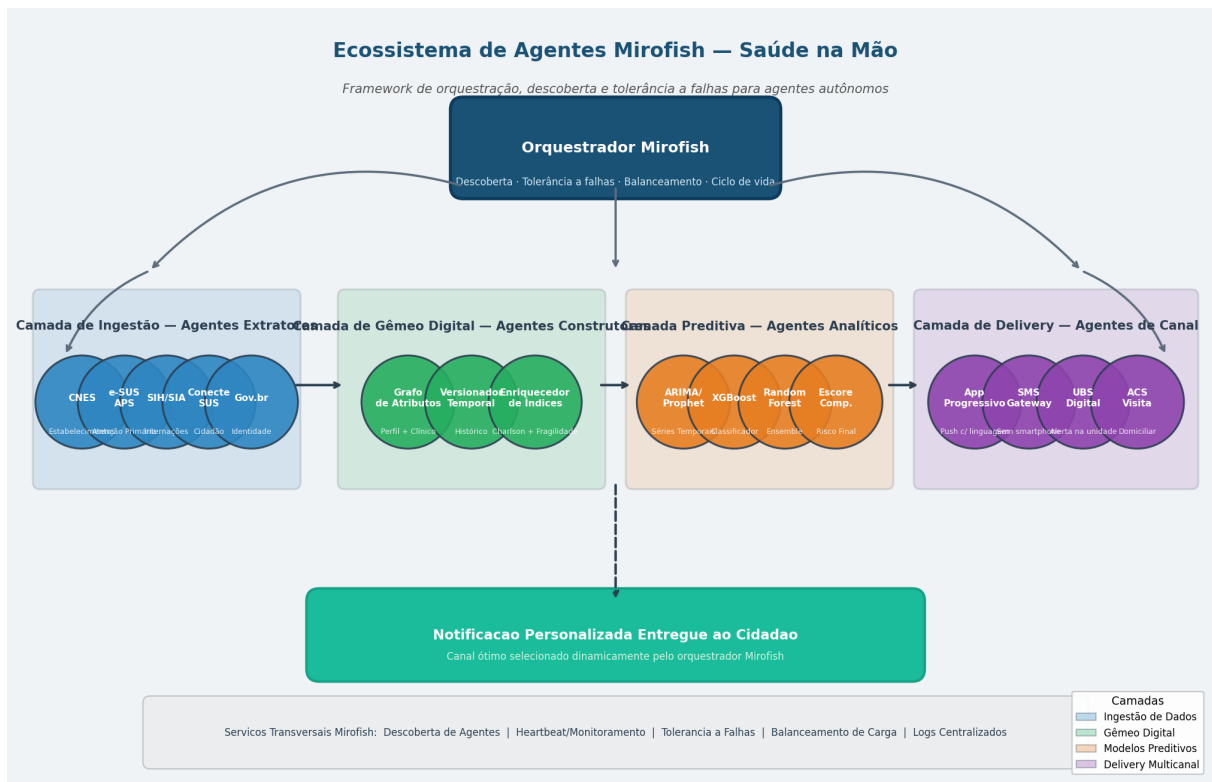 Ecossistema de Agentes Mirofish — Saúde na Mão
Framework de orquestração, descoberta e tolerância a falhas para agentes autônomos
Orquestrador Mirofish
Descoberta · Tolerância a falhas · Balanceamento · Ciclo de vida
Camada de Ingestão — Agentes Extratores
CNES
Estabelecimentos
e-SUS
APS
Atenção Primária
SIH/SIA
Internações
Conecte
SUS
Cidadão
Gov.br
Identidade
Camada de Gêmeo Digital — Agentes Construtores
Grafo
de Atributos
Perfil + Clínico
Versionador
Temporal
Histórico
Enriquecedor
de Índices
Charlson + Fragilidade
Camada Preditiva — Agentes Analíticos
ARIMA/
Prophet
Séries Temporais
XGBoost
Classificador
Random
Forest
Ensemble
Escore
Comp.
Risco Final
Camada de Delivery — Agentes de Canal
App
Progressivo
Push c/ linguagem
SMS
Gateway
Sem smartphone
UBS
Digital
Alerta na unidade
ACS
Visita
Domiciliar
Notificacao Personalizada Entregue ao Cidadao
Canal ótimo selecionado dinamicamente pelo orquestrador Mirofish
Servicos Transversais Mirofish: Descoberta de Agentes | Heartbeat/Monitoramento | Tolerancia a Falhas | Balanceamento de Carga | Logs Centralizados
Camadas
Ingestão de Dados
Gêmeo Digital
Modelos Preditivos
Delivery Multicanal